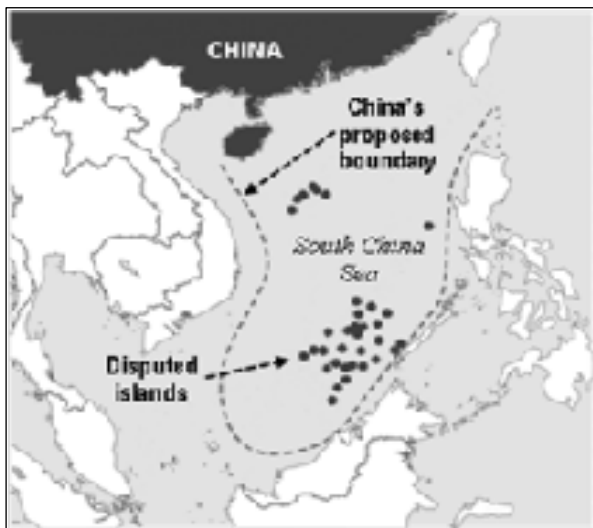 CHINA
China's
proposed
boundary
South China
Sea
Disputed
islands